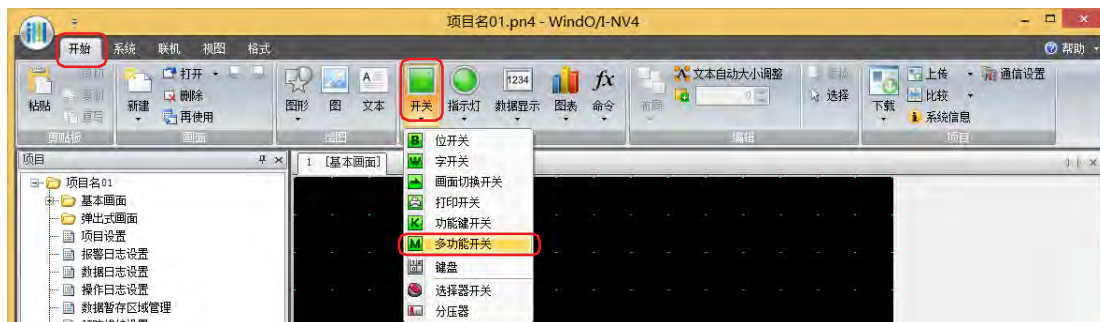 项目名01.pn4 - WindO/I-NV4
开始 系统 联机 视图 格式 帮助
粘贴 剪切 复制 重写 剪贴板
新建 打开 删除 再使用 画面
图形 图 文本 绘图
开关 指示灯 数据显示 图表 命令
1234
布局 文本自动大小调整 0 选择 编辑
下载 上传 比较 系统信息 通信设置 项目
项目
1 [基本画面]
项目名01
基本画面
弹出式画面
项目设置
报警日志设置
数据日志设置
操作日志设置
数据暂存区域管理
位开关
字开关
画面切换开关
打印开关
功能键开关
多功能开关
键盘
选择器开关
分压器